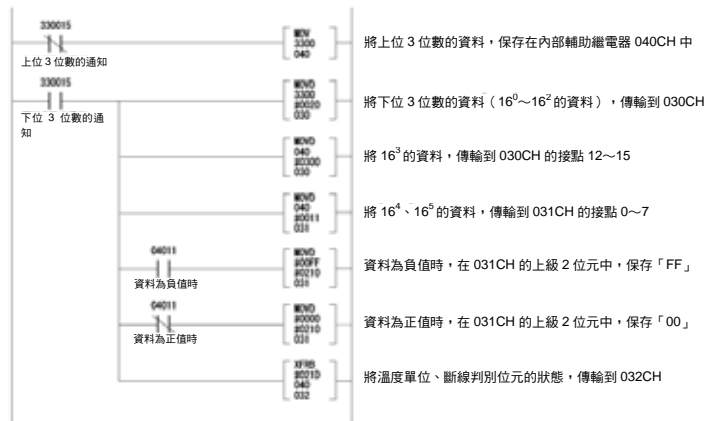 330015
MOV
3300
040
將上位 3 位數的資料，保存在內部輔助繼電器 040CH 中
上位 3 位數的通知
330015
MOVD
3300
#0020
030
將下位 3 位數的資料（16⁰～16²的資料），傳輸到 030CH
下位 3 位數的通
知
MOVD
040
#0300
030
將 16³的資料，傳輸到 030CH 的接點 12～15
MOVD
040
#0011
031
將 16⁴、16⁵的資料，傳輸到 031CH 的接點 0～7
04011
MOVD
#00FF
#0210
031
資料為負值時，在 031CH 的上級 2 位元中，保存「FF」
資料為負值時
04011
MOVD
#0000
#0210
031
資料為正值時，在 031CH 的上級 2 位元中，保存「00」
資料為正值時
XFRB
#0210
040
032
將溫度單位、斷線判別位元的狀態，傳輸到 032CH